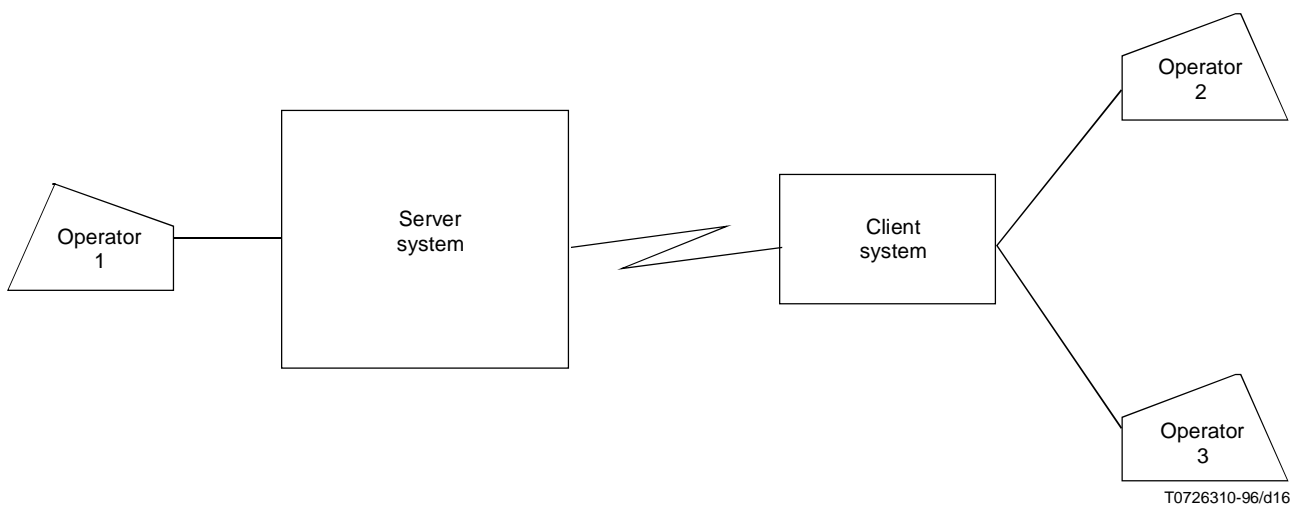 Operator
1
Server
system
Client
system
Operator
2
Operator
3
T0726310-96/d16